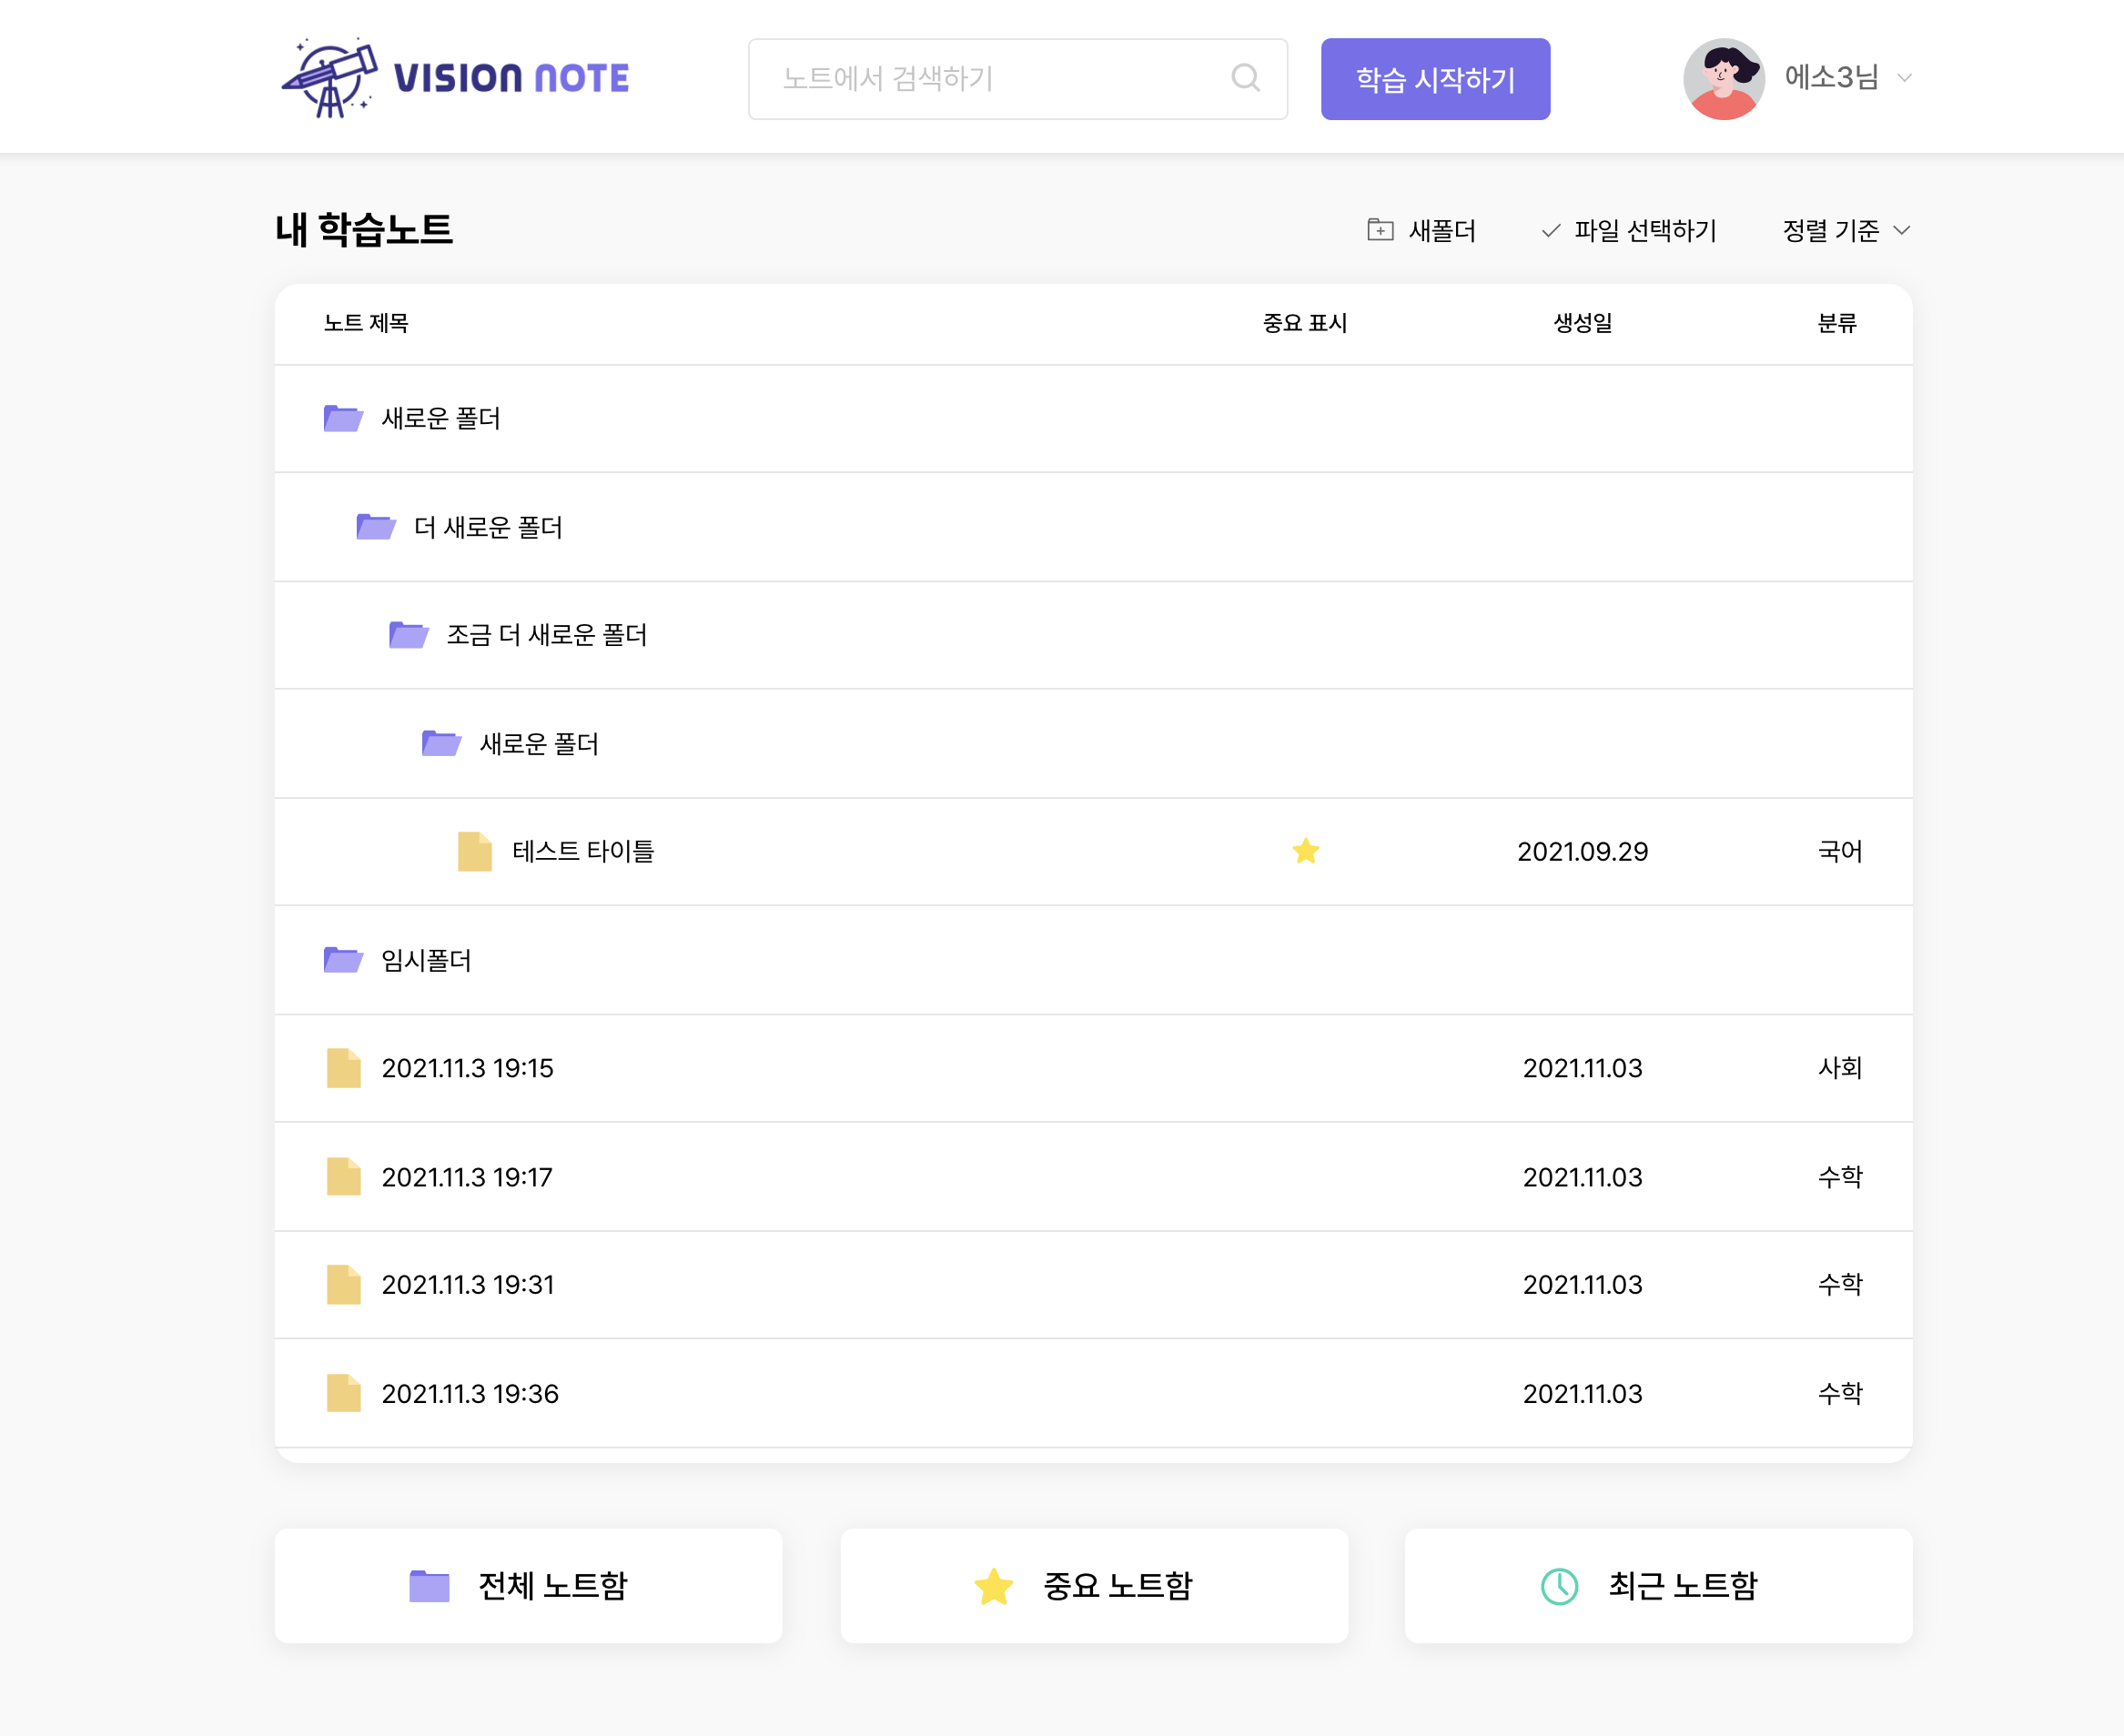 VISION NOTE
노트에서 검색하기
학습 시작하기
에소3님
내 학습노트
새폴더
파일 선택하기
정렬 기준
노트 제목 중요 표시 생성일 분류
새로운 폴더
더 새로운 폴더
조금 더 새로운 폴더
새로운 폴더
테스트 타이틀 2021.09.29 국어
임시폴더
2021.11.3 19:15 2021.11.03 사회
2021.11.3 19:17 2021.11.03 수학
2021.11.3 19:31 2021.11.03 수학
2021.11.3 19:36 2021.11.03 수학
전체 노트함
중요 노트함
최근 노트함